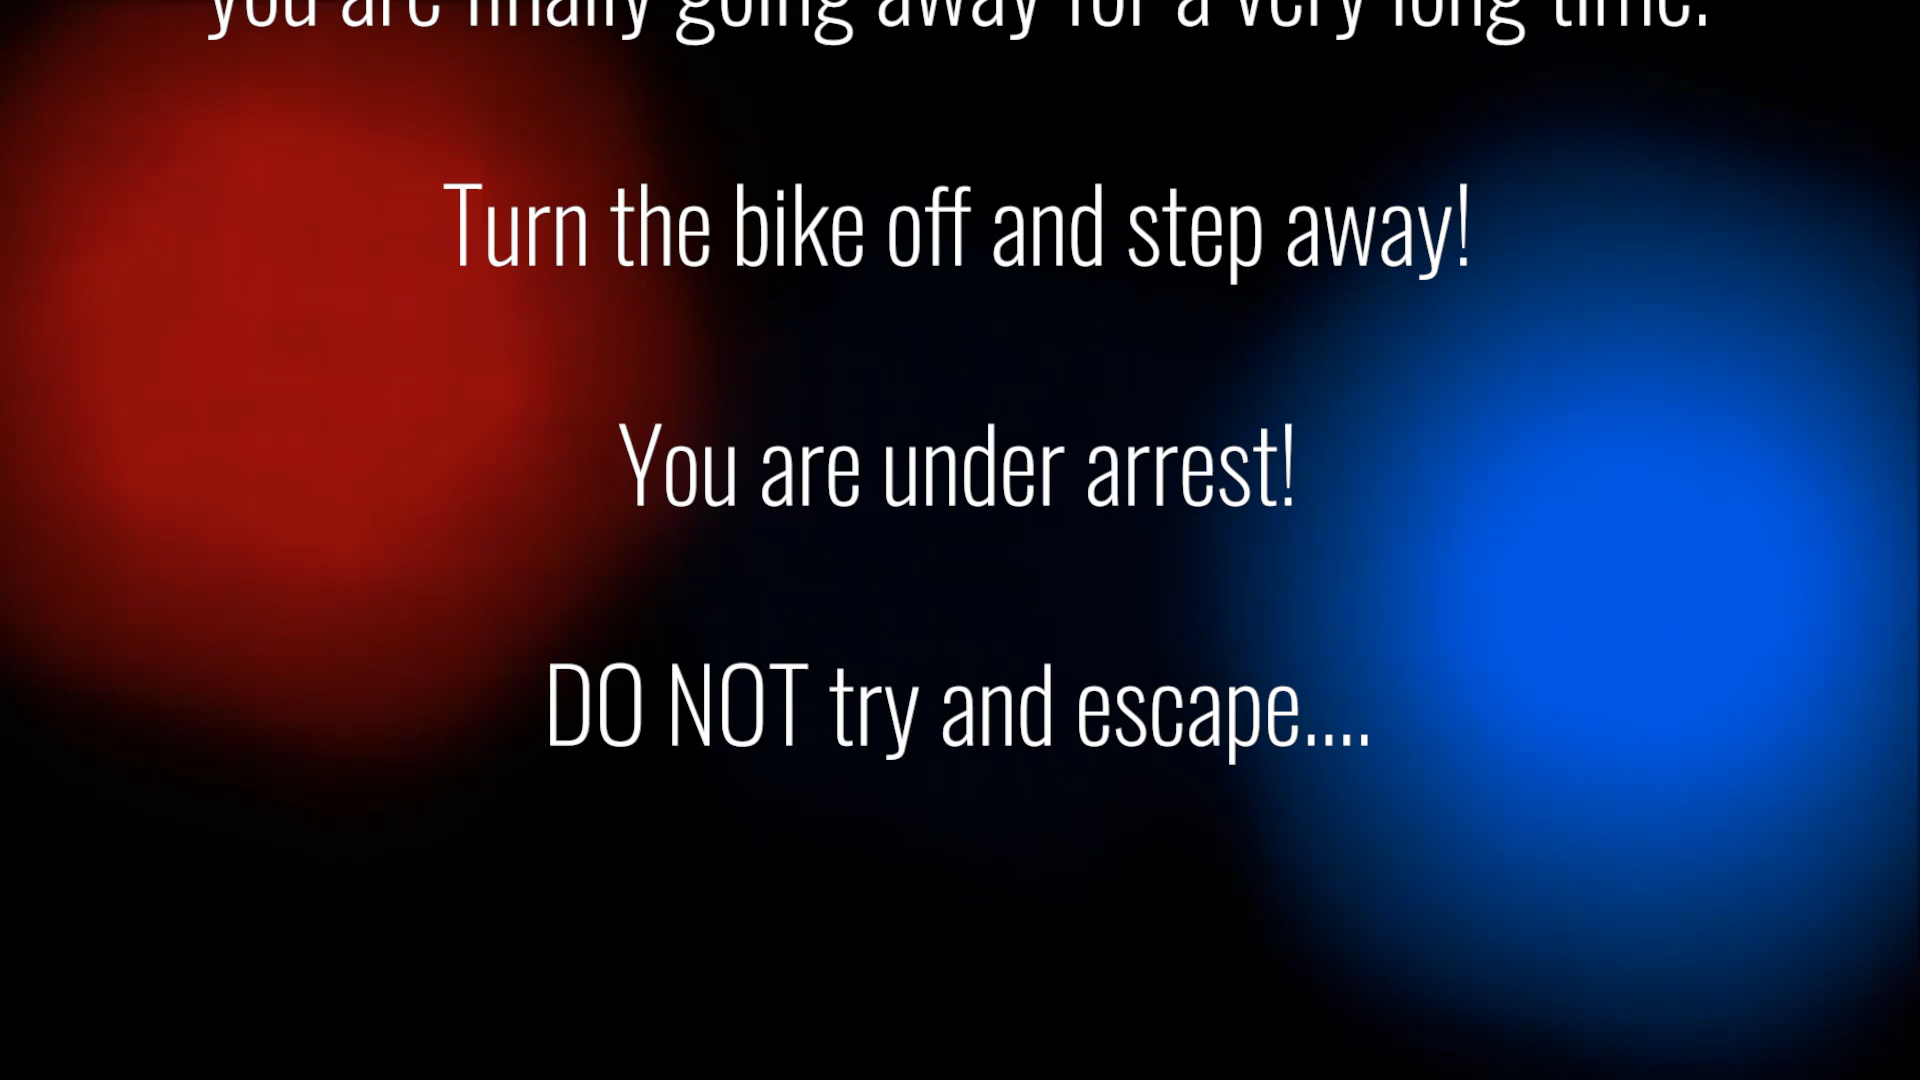 you are finally going away for a very long time.
Turn the bike off and step away!
You are under arrest!
DO NOT try and escape....